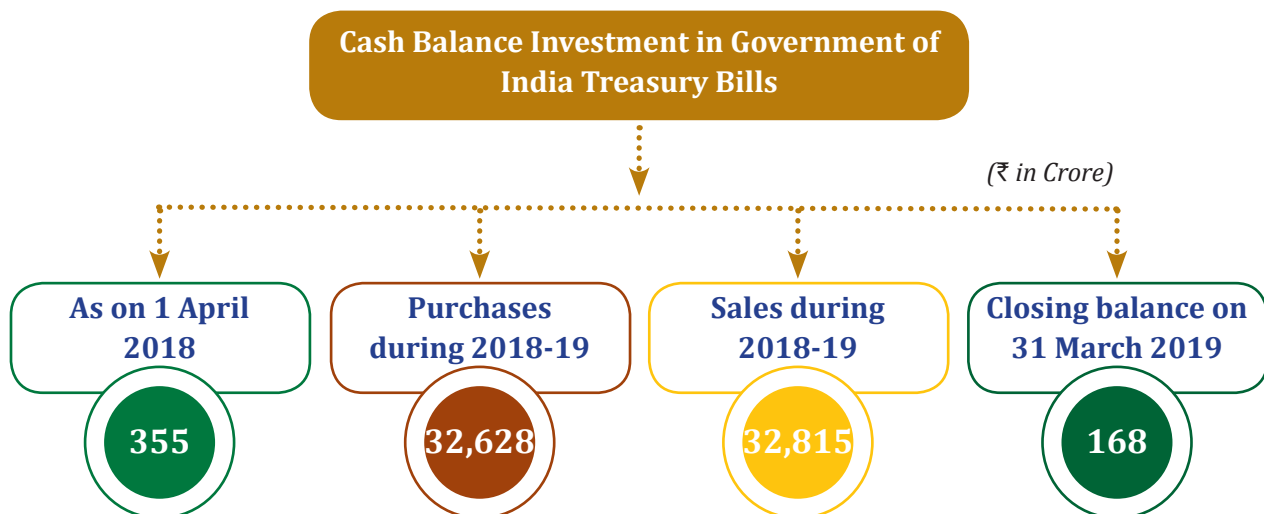 Cash Balance Investment in Government of
India Treasury Bills
(₹ in Crore)
As on 1 April
2018
355
Purchases
during 2018-19
32,628
Sales during
2018-19
32,815
Closing balance on
31 March 2019
168